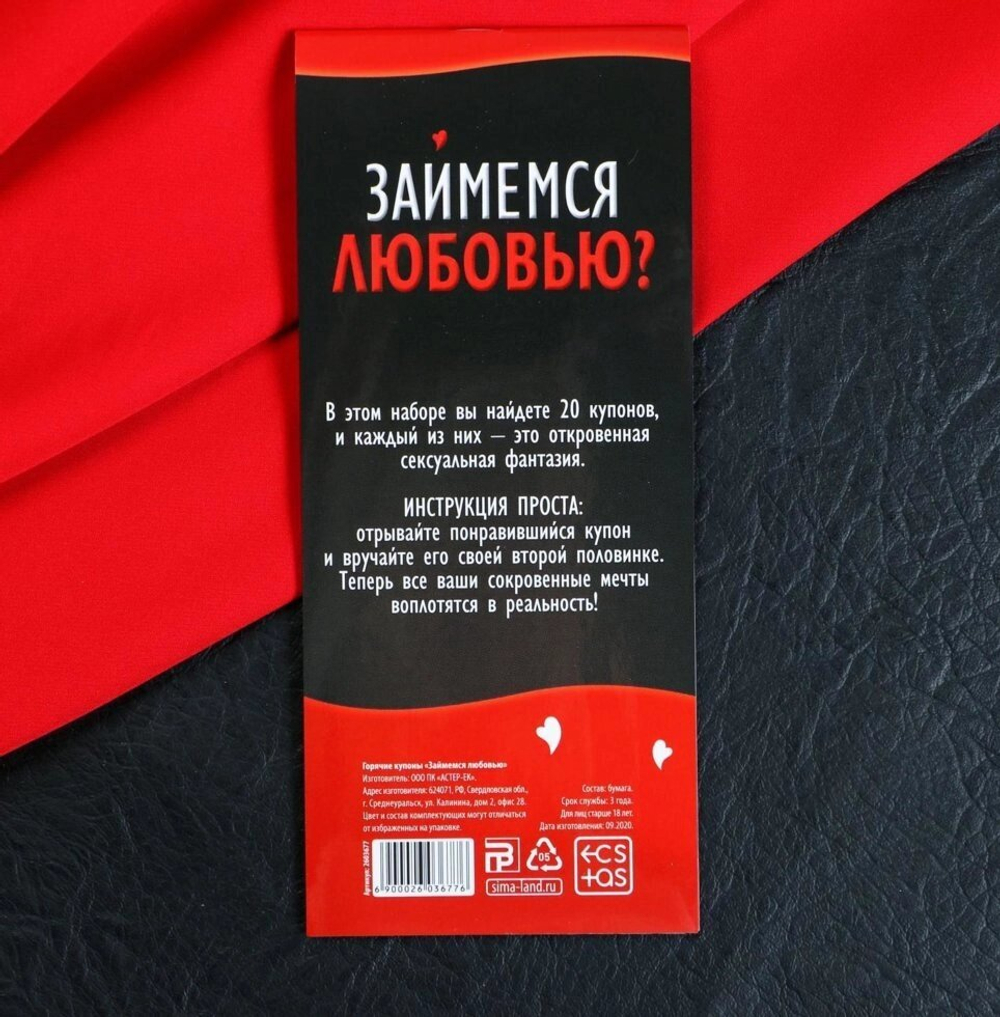 ЗАЙМЕМСЯ
ЛЮБОВЬЮ?
В этом наборе вы найдете 20 купонов,
и каждый из них — это откровенная
сексуальная фантазия.
ИНСТРУКЦИЯ ПРОСТА:
отрывайте понравившийся купон
и вручайте его своей второй половинке.
Теперь все ваши сокровенные мечты
воплотятся в реальность!
Горячие купоны «Займемся любовью»
Изготовитель: ООО ПК «АСТЕР-ЕК».
Адрес изготовителя: 624071, РФ, Свердловская обл.,
г. Среднеуральск, ул. Калинина, дом 2, офис 28.
Цвет и состав комплектующих могут отличаться
от изображенных на упаковке.
Состав: бумага.
Срок службы: 3 года.
Для лиц старше 18 лет.
Дата изготовления: 09.2020.
Артикул: 2603677
6 900026 036776
05
sima-land.ru
ecs
tas